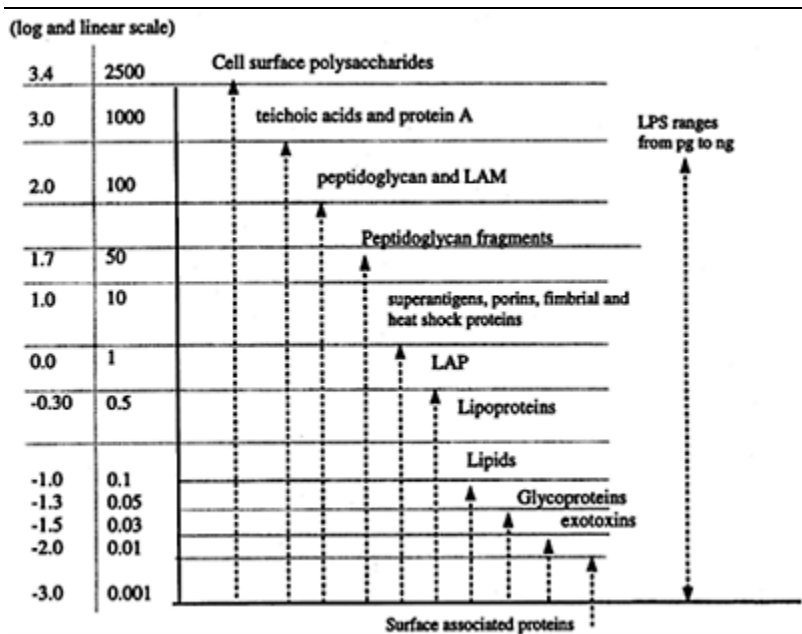 (log and linear scale)
3.4 2500 Cell surface polysaccharides
3.0 1000 teichoic acids and protein A
LPS ranges
from pg to ng
2.0 100 peptidoglycan and LAM
Peptidoglycan fragments
1.7 50
1.0 10 superantigens, porins, fimbrial and
heat shock proteins
0.0 1 LAP
-0.30 0.5 Lipoproteins
Lipids
-1.0 0.1
-1.3 0.05 Glycoproteins
-1.5 0.03 exotoxins
-2.0 0.01
-3.0 0.001
Surface associated proteins